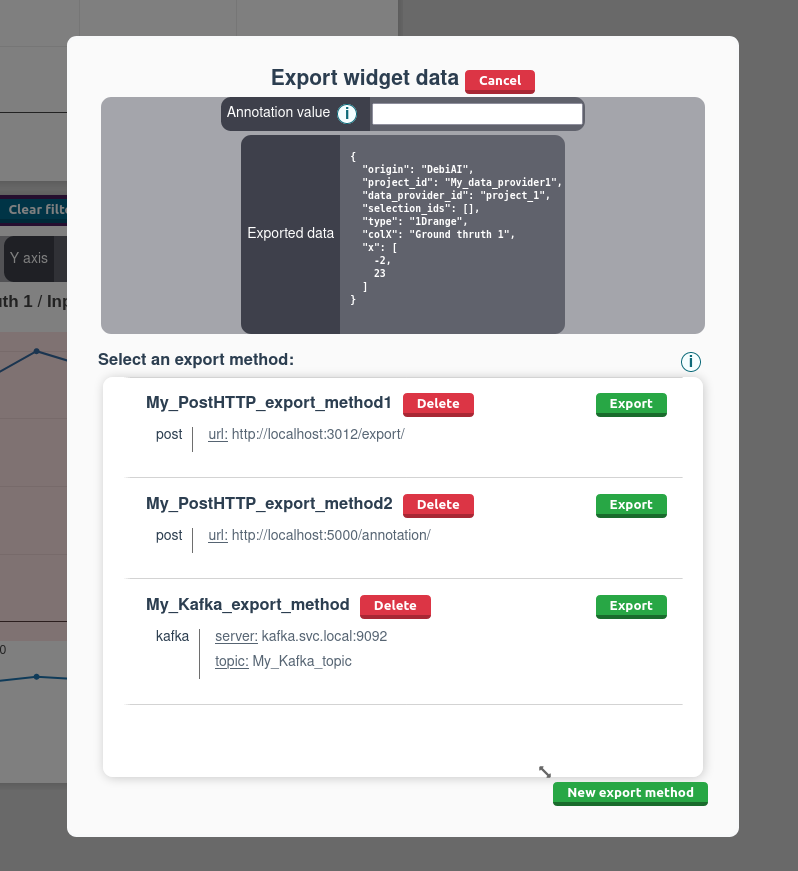 Export widget data Cancel
Annotation value i
Exported data
{
"origin": "DebiAI",
"project_id": "My_data_provider1",
"data_provider_id": "project_1",
"selection_ids": [],
"type": "1Drange",
"colX": "Ground thruth 1",
"x": [
-2,
23
]
}
Clear filte
Y axis
uth 1 / Inp
0
Select an export method: i
My_PostHTTP_export_method1 Delete Export
post url: http://localhost:3012/export/
My_PostHTTP_export_method2 Delete Export
post url: http://localhost:5000/annotation/
My_Kafka_export_method Delete Export
kafka server: kafka.svc.local:9092
topic: My_Kafka_topic
New export method